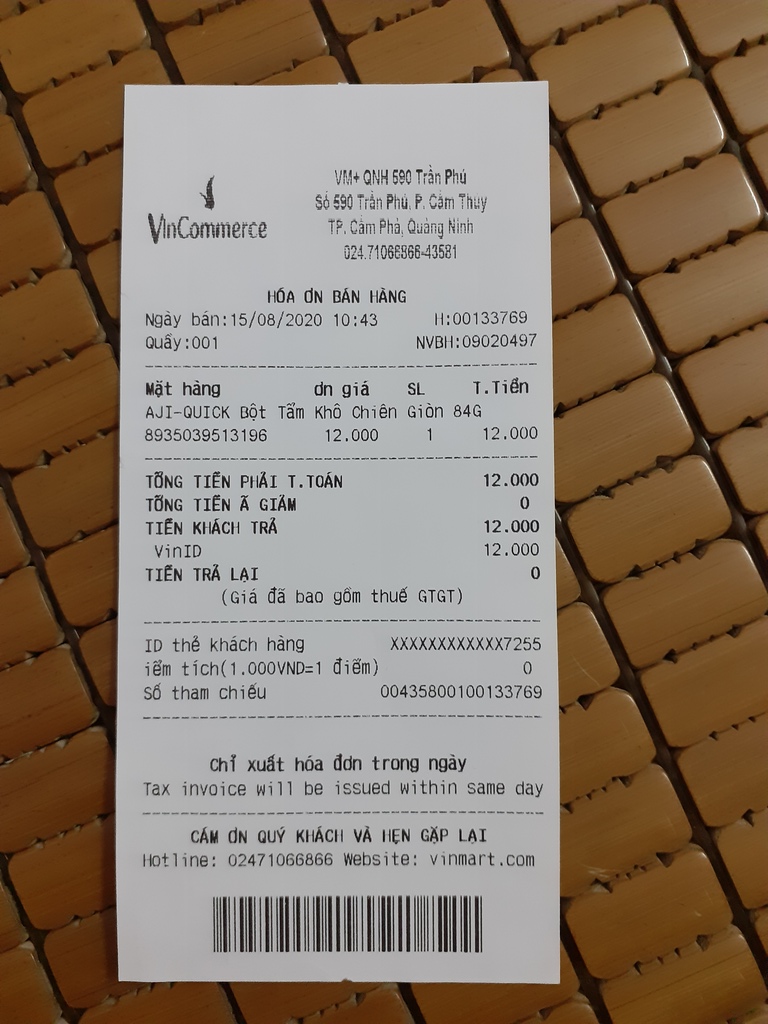 VinCommerce
VM+ QNH 590 Trần Phú
Số 590 Trần Phú, P. Cẩm Thủy
TP. Cẩm Phả, Quảng Ninh
024.71066866-43581
HÓA ƠN BÁN HÀNG
Ngày bán:15/08/2020 10:43 H:00133769
Quầy:001 NVBH:09020497
Mặt hàng ơn giá SL T.Tiền
AJI-QUICK Bột Tẩm Khô Chiên Giòn 84G
8935039513196 12.000 1 12.000
TỔNG TIỀN PHẢI T.TOÁN 12.000
TỔNG TIỀN Ã GIẢM 0
TIỀN KHÁCH TRẢ 12.000
VinID 12.000
TIỀN TRẢ LẠI 0
(Giá đã bao gồm thuế GTGT)
ID thẻ khách hàng XXXXXXXXXXXX7255
iểm tích(1.000VND=1 điểm) 0
Số tham chiếu 00435800100133769
Chỉ xuất hóa đơn trong ngày
Tax invoice will be issued within same day
CẢM ƠN QUÝ KHÁCH VÀ HẸN GẶP LẠI
Hotline: 02471066866 Website: vinmart.com